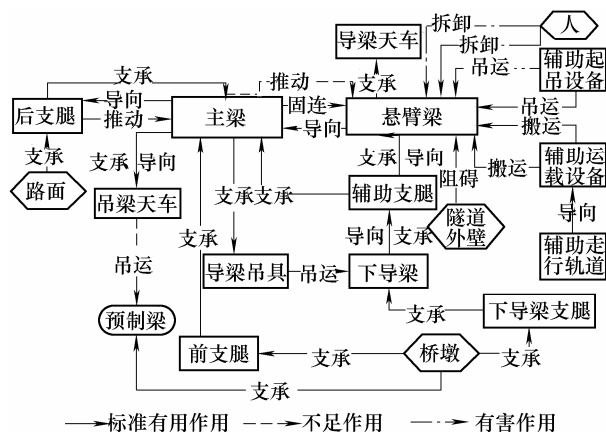 导梁天车
拆卸
人
拆卸
吊运
辅助起
吊设备
支承
推动
支承
后支腿
导向
推动
主梁
固连
导向
悬臂梁
吊运
搬运
支承
路面
支承
导向
支承
导向
阻碍
搬运
辅助运
载设备
吊梁天车
支承
支承
辅助支腿
导向
隧道
外壁
支承
导向
支承
辅助走
行轨道
吊运
导梁吊具
吊运
下导梁
预制梁
支承
下导梁支腿
前支腿
支承
桥墩
支承
支承
标准有用作用
不足作用
有害作用